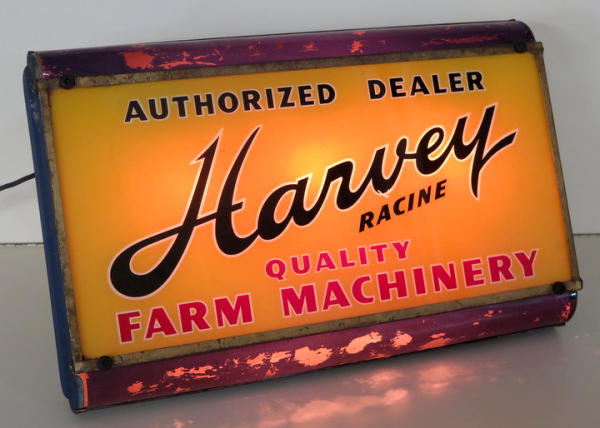 AUTHORIZED DEALER
Harvey
RACINE
QUALITY
FARM MACHINERY